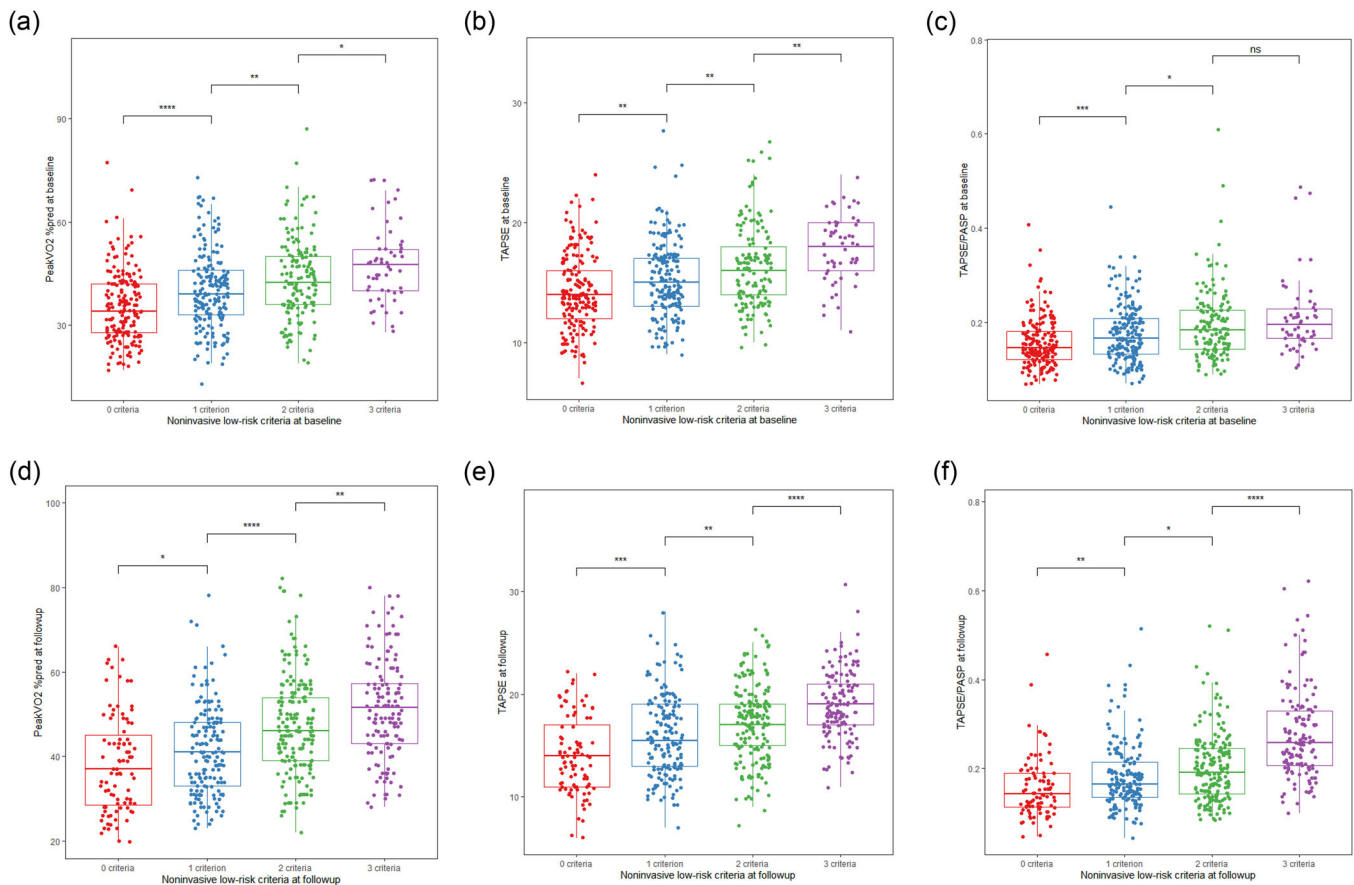 (a)
PeakVO2 %pred at baseline
90
60
30
****
**
*
0 criteria 1 criterion 2 criteria 3 criteria
Noninvasive low-risk criteria at baseline
(b)
TAPSE at baseline
30
20
10
**
**
**
0 criteria 1 criterion 2 criteria 3 criteria
Noninvasive low-risk criteria at baseline
(c)
TAPSE/PASP at baseline
0.8
0.6
0.4
0.2
***
*
ns
0 criteria 1 criterion 2 criteria 3 criteria
Noninvasive low-risk criteria at baseline
(d)
PeakVO2 %pred at followup
100
80
60
40
20
*
****
**
0 criteria 1 criterion 2 criteria 3 criteria
Noninvasive low-risk criteria at followup
(e)
TAPSE at followup
30
20
10
***
**
****
0 criteria 1 criterion 2 criteria 3 criteria
Noninvasive low-risk criteria at followup
(f)
TAPSE/PASP at followup
0.8
0.6
0.4
0.2
**
*
****
0 criteria 1 criterion 2 criteria 3 criteria
Noninvasive low-risk criteria at followup